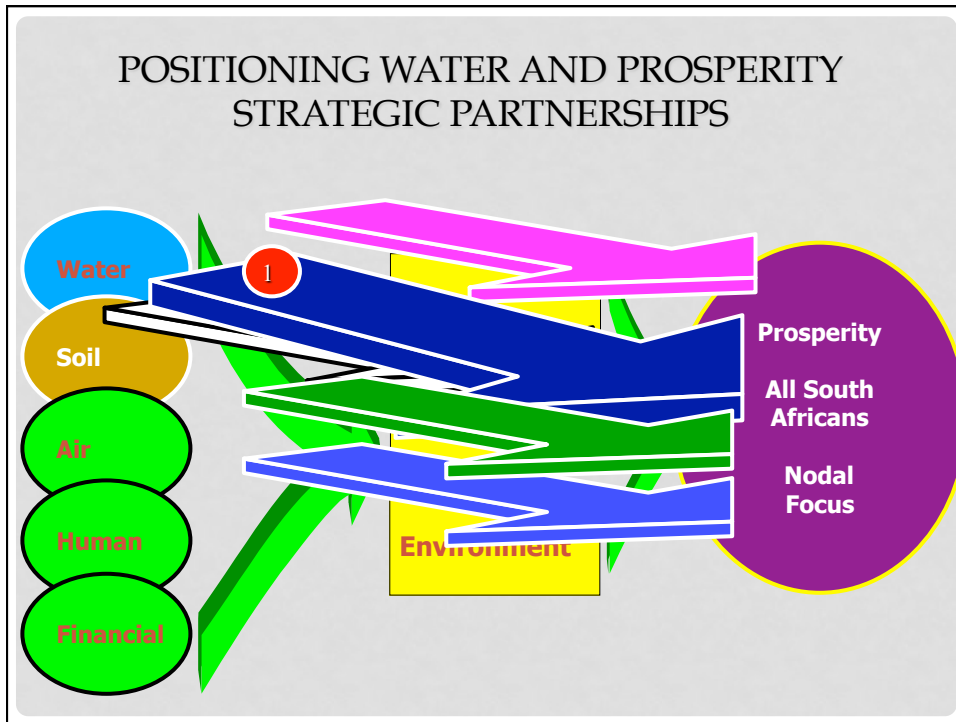 POSITIONING WATER AND PROSPERITY
STRATEGIC PARTNERSHIPS
Water
1
Soil
Air
Human
Financial
Environment
Prosperity
All South
Africans
Nodal
Focus